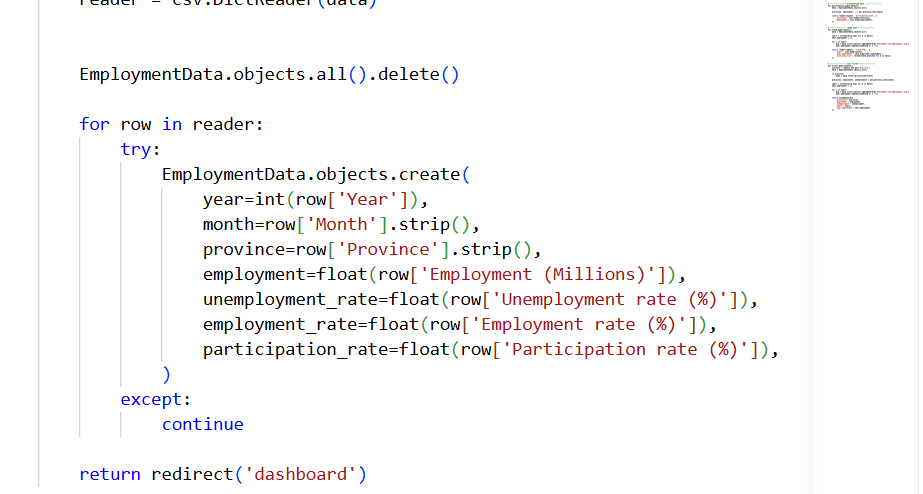 reader = csv.DictReader(data)
EmploymentData.objects.all().delete()
for row in reader:
try:
EmploymentData.objects.create(
year=int(row['Year']),
month=row['Month'].strip(),
province=row['Province'].strip(),
employment=float(row['Employment (Millions)']),
unemployment_rate=float(row['Unemployment rate (%)']),
employment_rate=float(row['Employment rate (%)']),
participation_rate=float(row['Participation rate (%)']),
)
except:
continue
return redirect('dashboard')